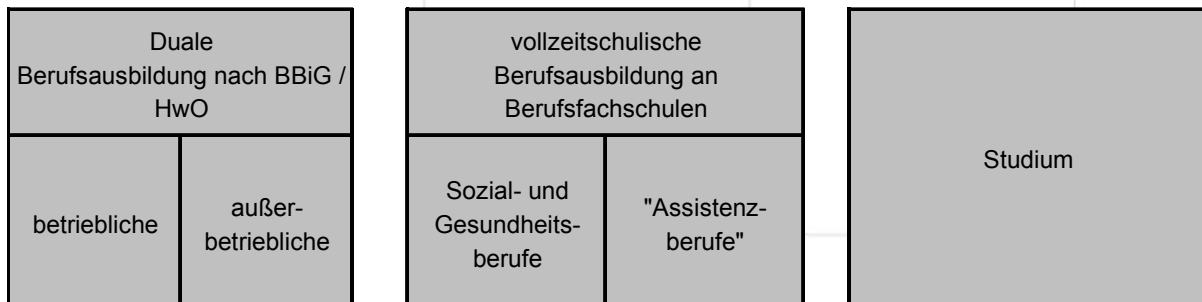 Duale
Berufsausbildung nach BBiG /
HwO
betriebliche
außer-
betriebliche
vollzeitschulische
Berufsausbildung an
Berufsfachschulen
Sozial- und
Gesundheits-
berufe
"Assistenz-
berufe"
Studium